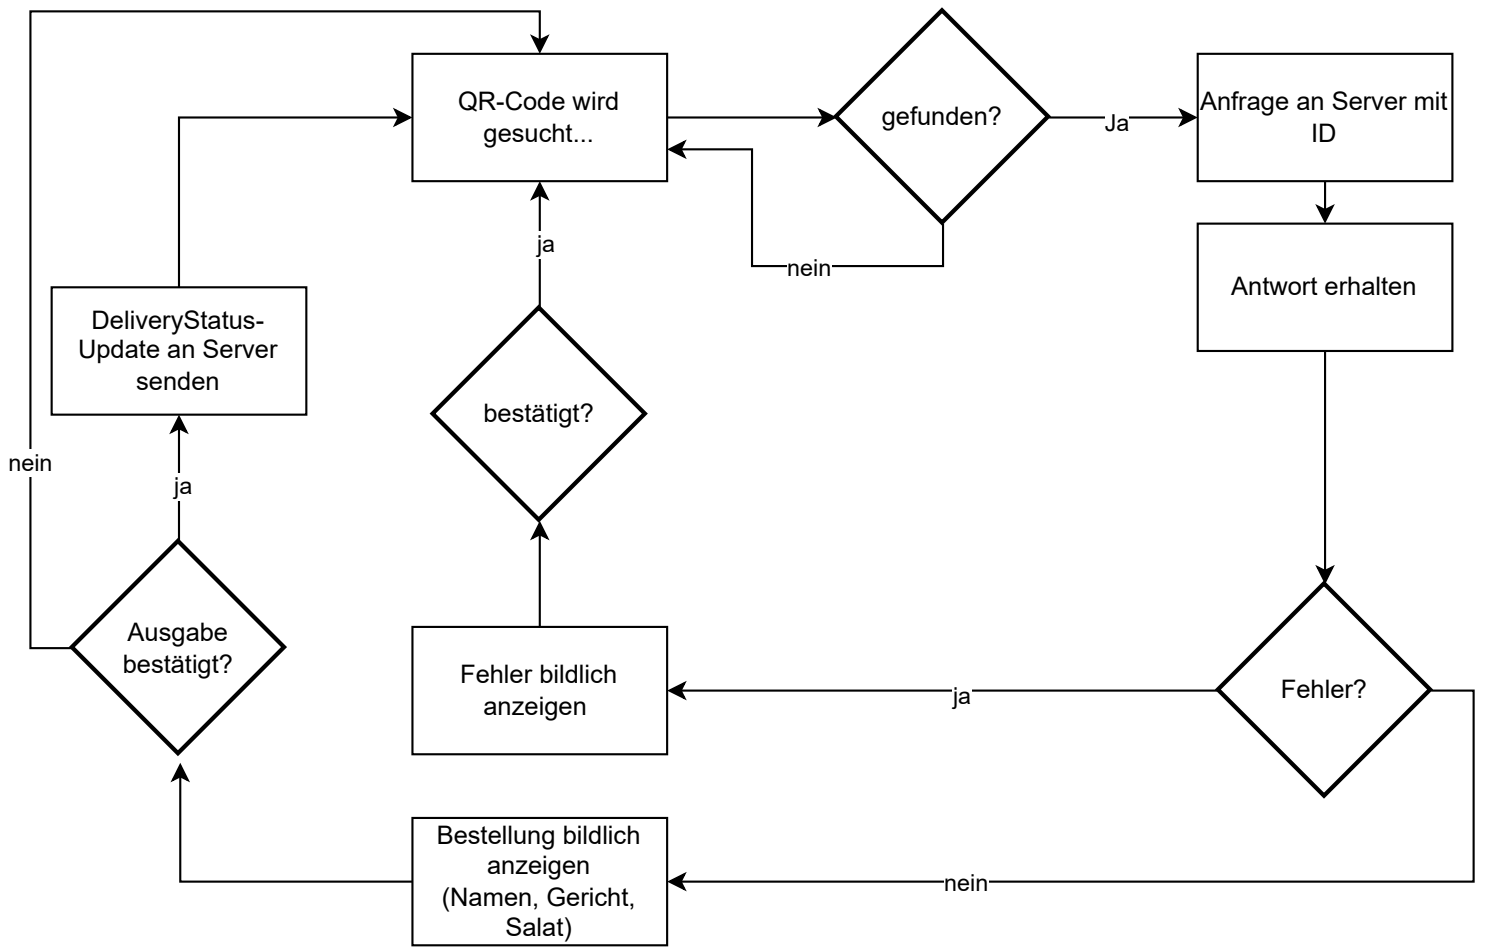 QR-Code wird
gesucht...
gefunden?
Ja
Anfrage an Server mit
ID
nein
Antwort erhalten
ja
DeliveryStatus-
Update an Server
senden
bestätigt?
nein
ja
Ausgabe
bestätigt?
Fehler bildlich
anzeigen
ja
Fehler?
Bestellung bildlich
anzeigen
(Namen, Gericht,
Salat)
nein